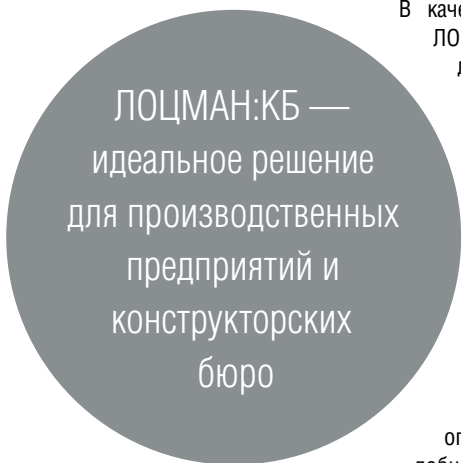 В
ЛОЦМАН:КБ —
идеальное решение
для производственных
предприятий и
конструкторских
бюро